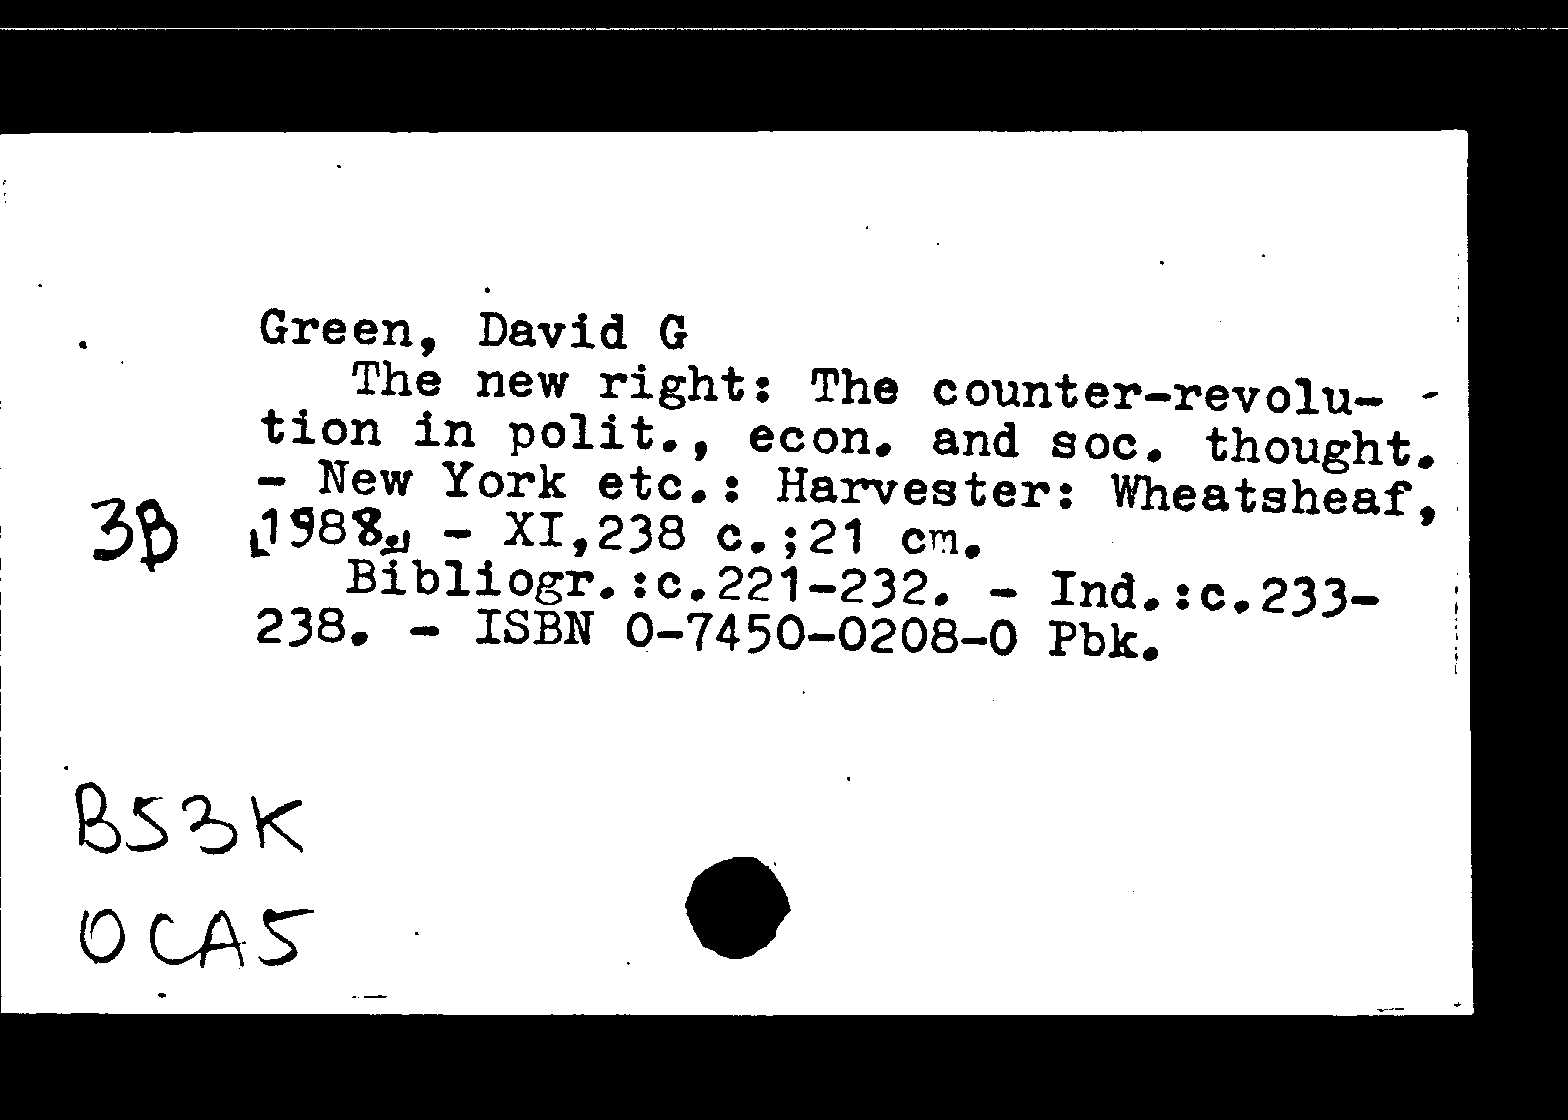 Green, David G
The new right: The counter-revolu-
tion in polit., econ. and soc. thought.
- New York etc.: Harvester: Wheatsheaf,
3B [1988.] - XI,238 c.;21 cm.
Bibliogr.:c.221-232. - Ind.:c.233-
238. - ISBN 0-7450-0208-0 Pbk.
B53K
0CA5